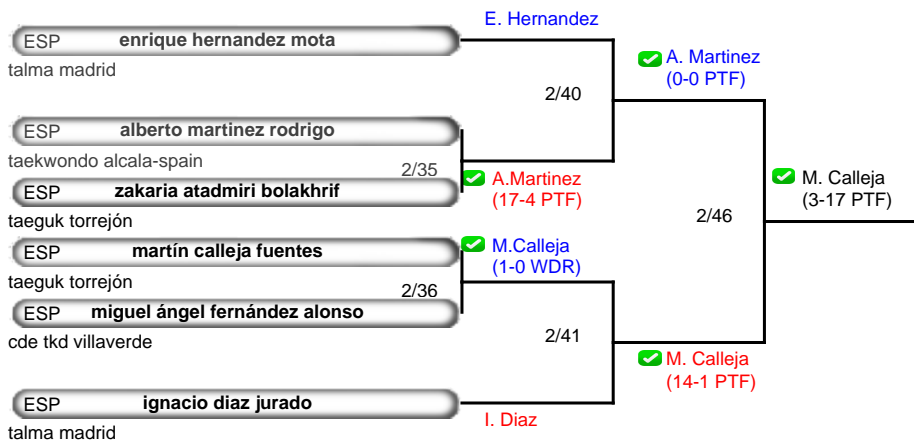 E. Hernandez
ESP enrique hernandez mota
talma madrid
A. Martinez
(0-0 PTF)
2/40
ESP alberto martinez rodrigo
taekwondo alcala-spain
2/35
ESP zakaria atadmiri bolakhrif
A.Martinez
(17-4 PTF)
taeguk torrejón
M. Calleja
(3-17 PTF)
2/46
ESP martín calleja fuentes
M.Calleja
(1-0 WDR)
taeguk torrejón
2/36
ESP miguel ángel fernández alonso
cde tkd villaverde
2/41
M. Calleja
(14-1 PTF)
ESP ignacio diaz jurado
I. Diaz
talma madrid